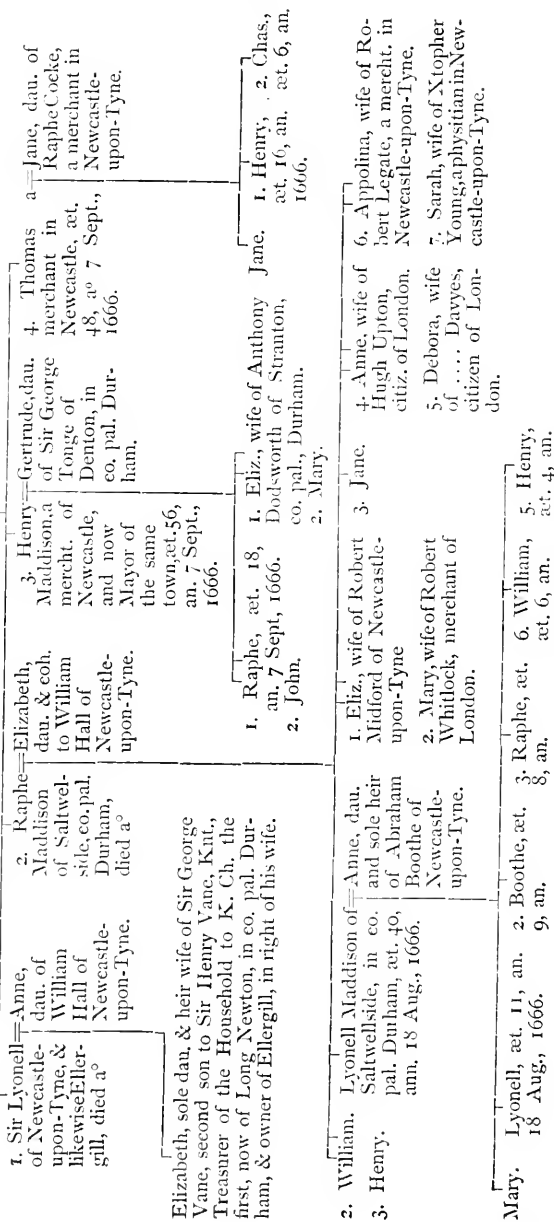 1. Sir Lyonell=Anne,
of Newcastle-
upon-Tyne, &
likewise Eller-
gill, died aº
dau. of
William
Hall of
Newcastle-
upon-Tyne.
2. Raphe=Elizabeth,
Maddison
of Saltwel-
side, co. pal.
Durham,
died aº
dau. & coh.
to William
Hall of
Newcastle-
upon-Tyne.
3. Henry=Gertrude, dau.
Maddison, a
mercht. of
Newcastle,
and now
Mayor of
the same
town, æt. 56,
an. 7 Sept.,
1666.
of Sir George
Tonge of
Denton, in
co. pal. Dur-
ham.
4. Thomas
merchant in
Newcastle, æt.
48, aº 7 Sept.,
1666.
a=Jane, dau. of
Raphe Cocke,
a merchant in
Newcastle-
upon-Tyne.
Elizabeth, sole dau. & heir wife of Sir George
Vane, second son to Sir Henry Vane, Knt.,
Treasurer of the Household to K. Ch. the
first, now of Long Newton, in co. pal. Dur-
ham, & owner of Ellergill, in right of his wife.
1. Raphe, æt. 18,
an. 7 Sept, 1666.
2. John.
1. Eliz., wife of Anthony
Dodsworth of Stranton,
co. pal., Durham.
2. Mary.
Jane.
1. Henry,
æt. 16, an.
1666.
2. Chas.,
æt. 6, an.
2. William.
3. Henry.
Lyonell Maddison of=Anne, dau.
Saltwellside, in co.
pal. Durham, æt. 40,
ann. 18 Aug., 1666.
and sole heir
of Abraham
Boothe of
Newcastle-
upon-Tyne.
1. Eliz., wife of Robert
Midford of Newcastle-
upon-Tyne
2. Mary, wife of Robert
Whitlock, merchant of
London.
3. Jane.
4. Anne, wife of
Hugh Upton,
citiz. of London.
5. Debora, wife
of .... Davyes,
citizen of Lon-
don.
6. Appolina, wife of Ro-
bert Legate, a mercht. in
Newcastle-upon-Tyne.
7. Sarah, wife of Xtopher
Young, a physitian in New-
castle-upon-Tyne.
Mary.
Lyonell, æt. 11, an.
18 Aug., 1666.
2. Boothe, æt.
9, an.
3. Raphe, æt.
8, an.
6. William,
æt. 6, an.
5. Henry,
æt. 4, an.